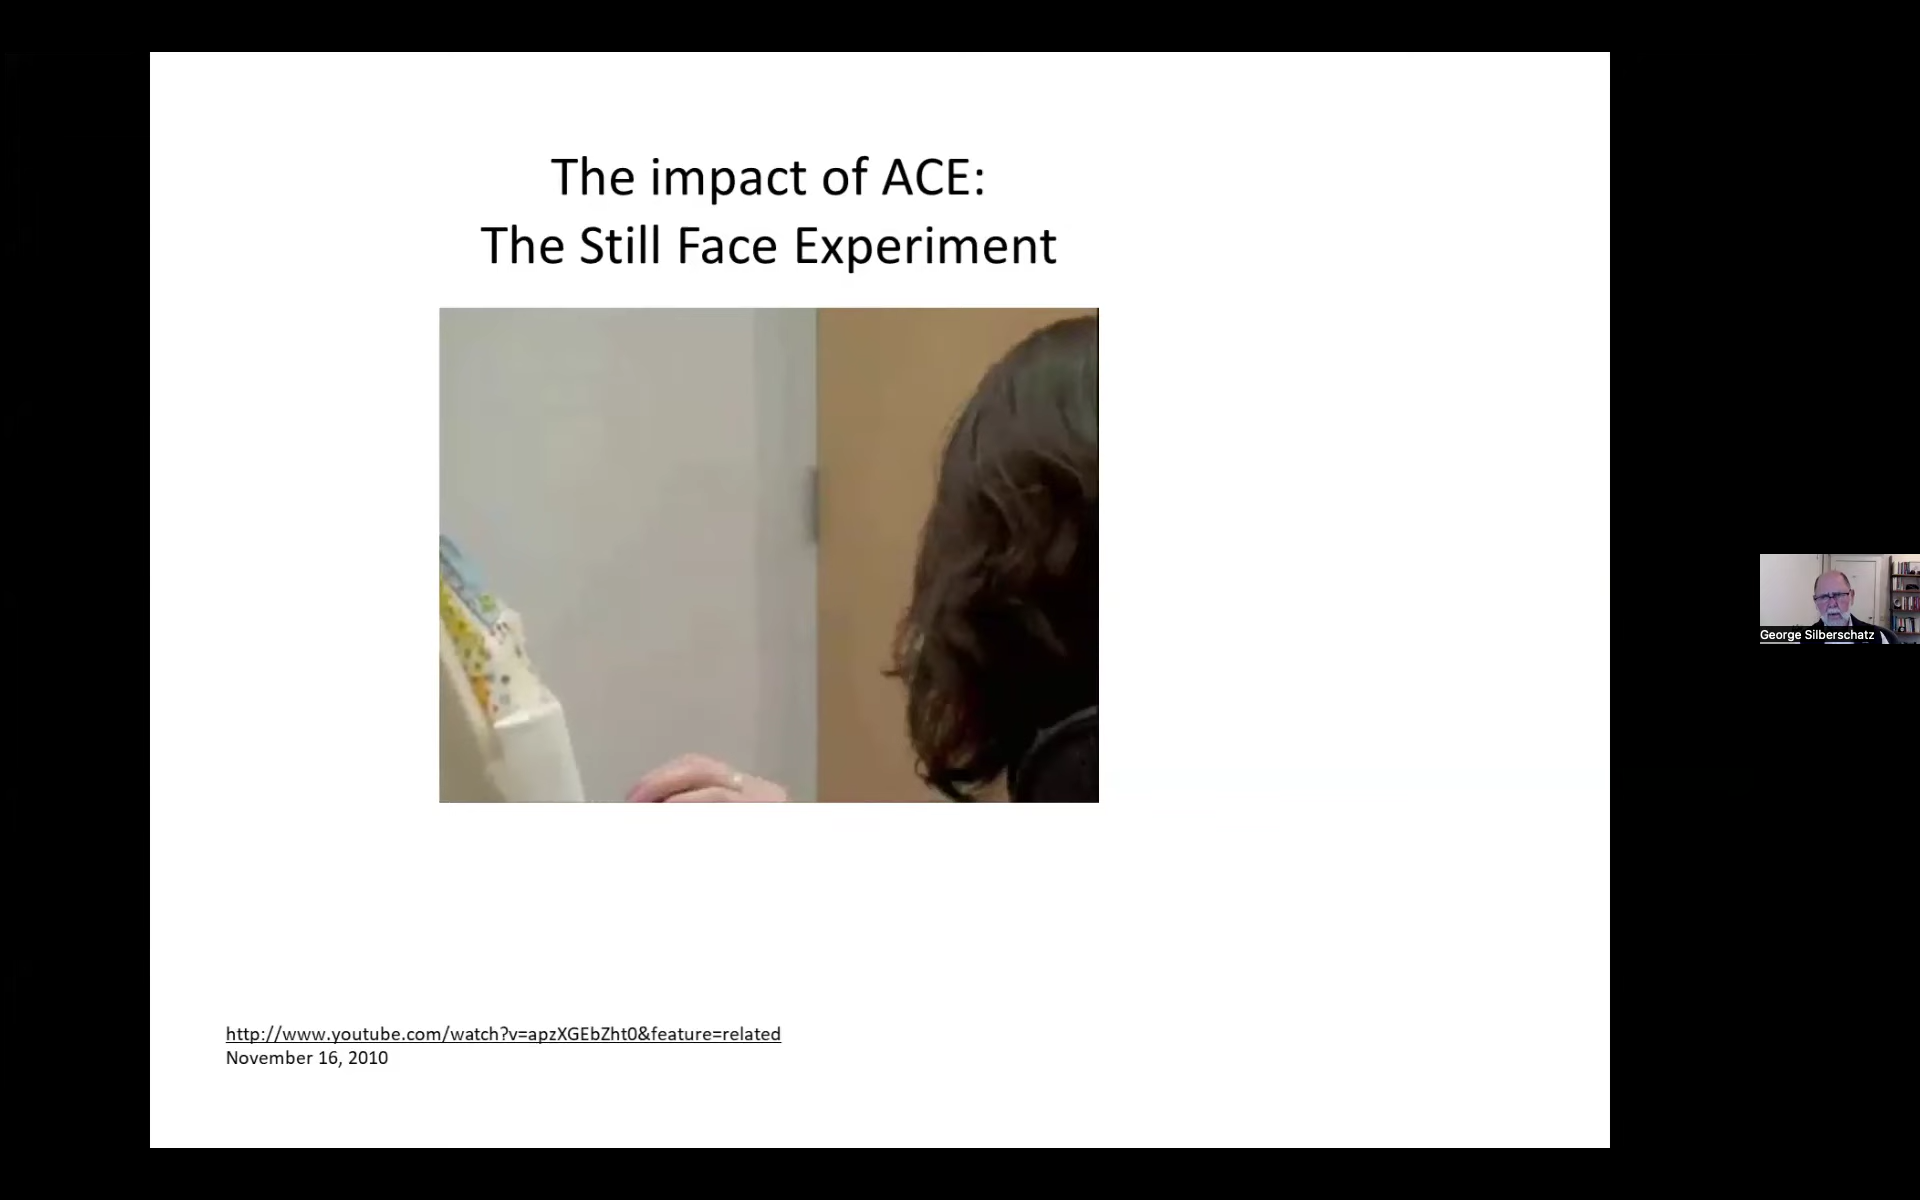 The impact of ACE:
The Still Face Experiment
George Silberschatz
http://www.youtube.com/watch?v=apzXGEbZht0&feature=related
November 16, 2010